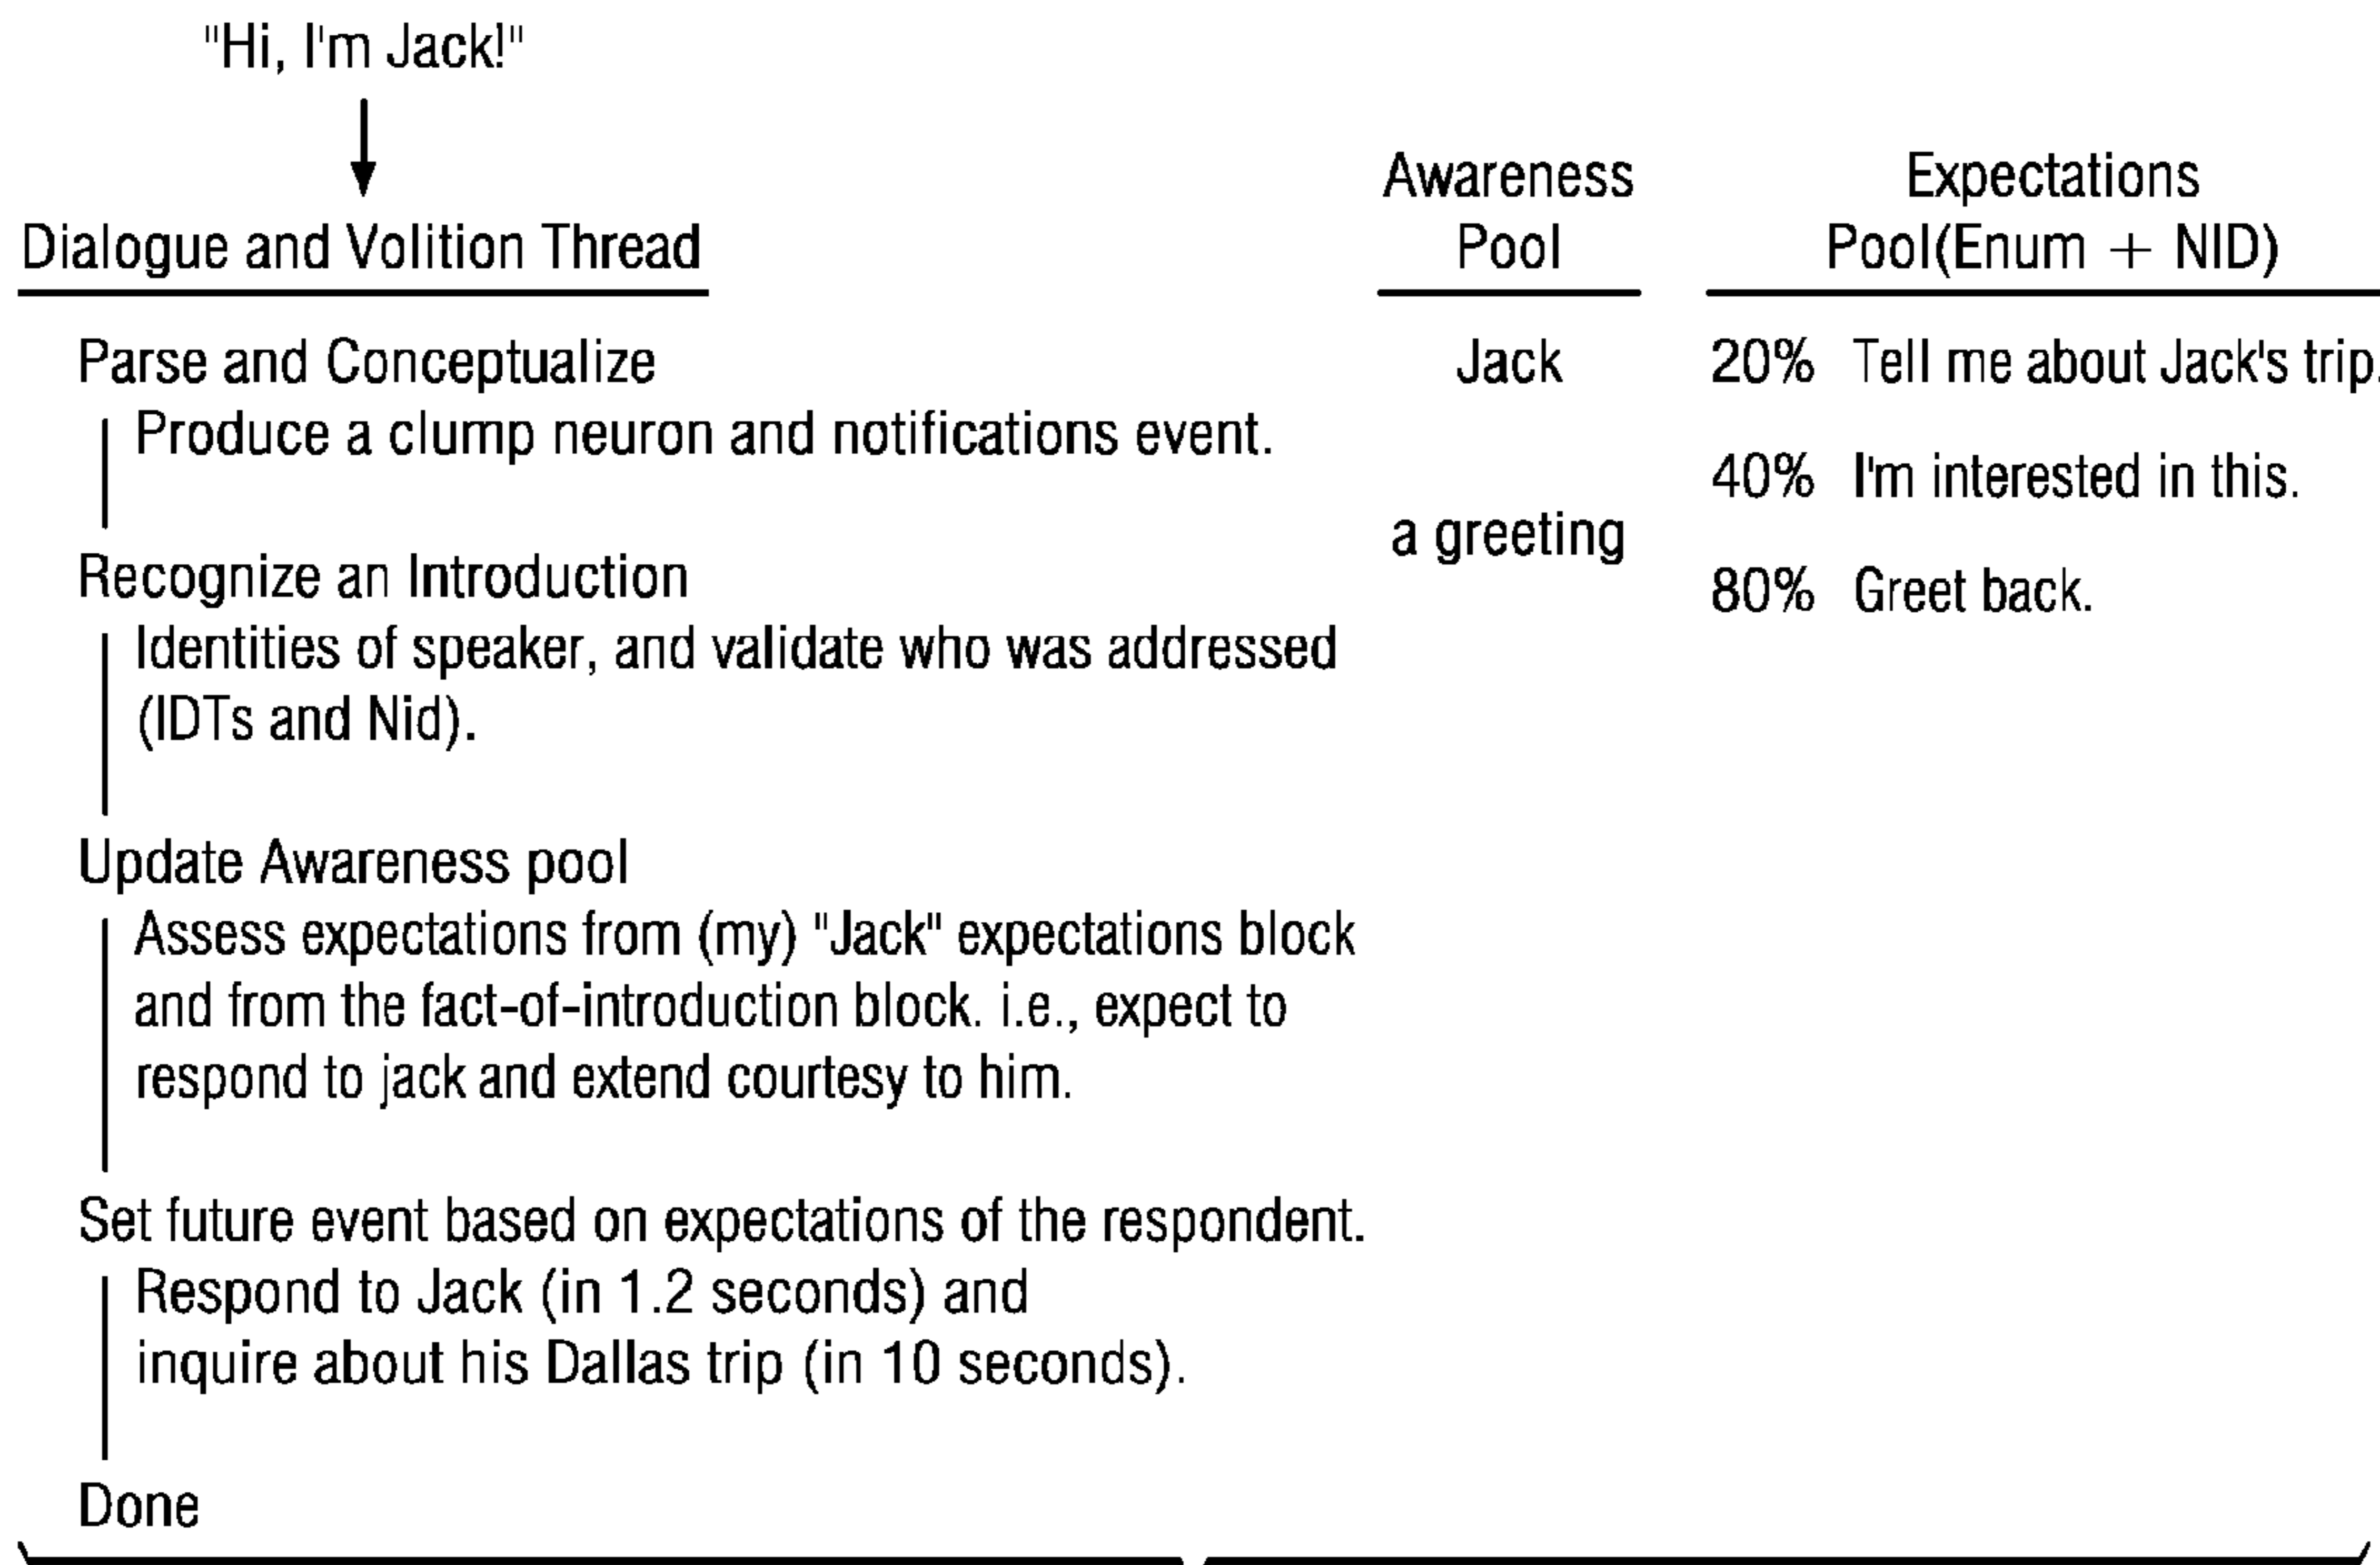 "Hi, I'm Jack!"
Dialogue and Volition Thread
Parse and Conceptualize
Produce a clump neuron and notifications event.
Recognize an Introduction
Identities of speaker, and validate who was addressed
(IDTs and Nid).
Update Awareness pool
Assess expectations from (my) "Jack" expectations block
and from the fact-of-introduction block. i.e., expect to
respond to jack and extend courtesy to him.
Set future event based on expectations of the respondent.
Respond to Jack (in 1.2 seconds) and
inquire about his Dallas trip (in 10 seconds).
Done
Awareness
Pool
Jack
a greeting
Expectations
Pool(Enum + NID)
20% Tell me about Jack's trip.
40% I'm interested in this.
80% Greet back.